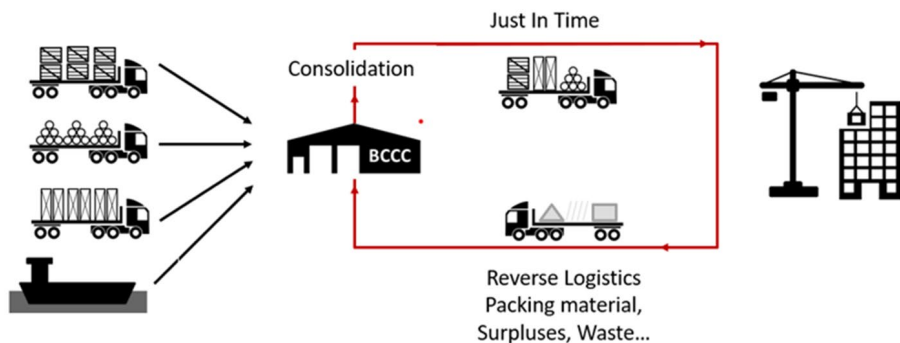 Just In Time
Consolidation
BCCC
Reverse Logistics
Packing material,
Surpluses, Waste...